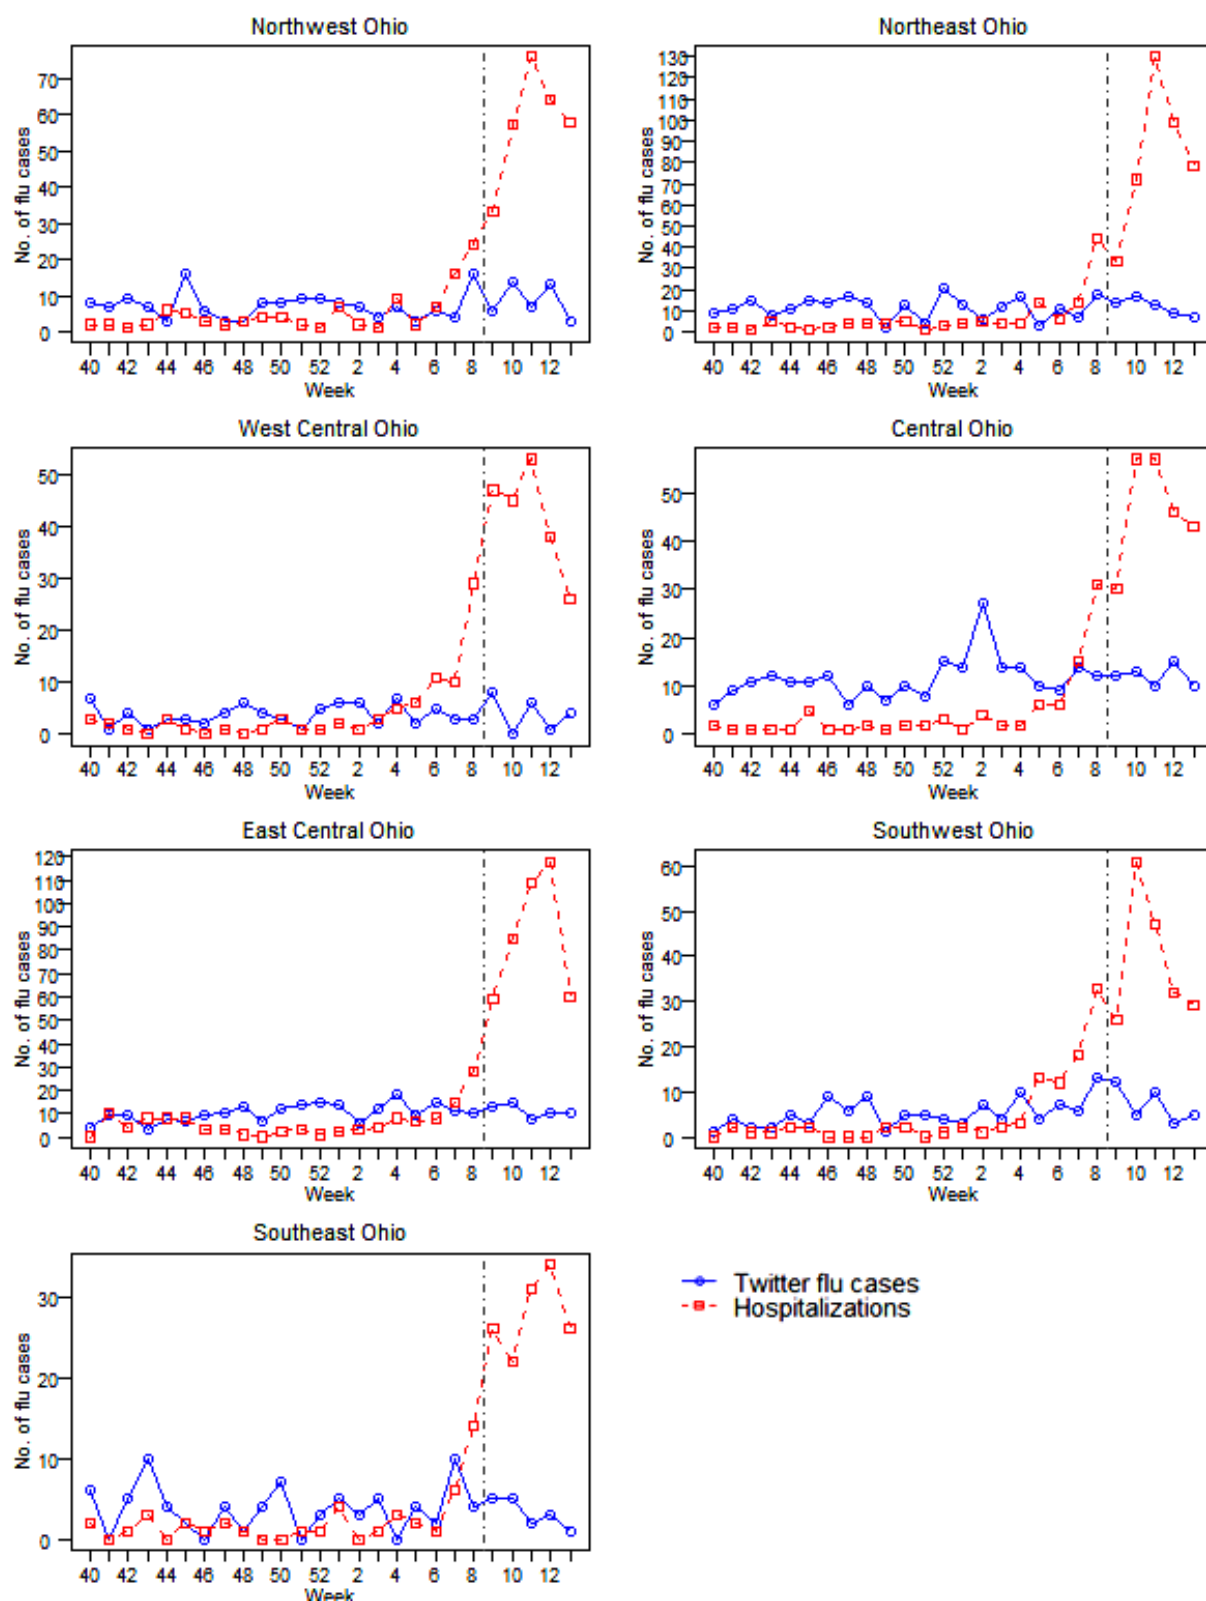 Northwest Ohio
No. of flu cases
70
60
50
40
30
20
10
0
40 42 44 46 48 50 52 2 4 6 8 10 12
Week
Northeast Ohio
No. of flu cases
130
120
110
100
90
80
70
60
50
40
30
20
10
0
40 42 44 46 48 50 52 2 4 6 8 10 12
Week
West Central Ohio
No. of flu cases
50
40
30
20
10
0
40 42 44 46 48 50 52 2 4 6 8 10 12
Week
Central Ohio
No. of flu cases
50
40
30
20
10
0
40 42 44 46 48 50 52 2 4 6 8 10 12
Week
East Central Ohio
No. of flu cases
120
110
100
90
80
70
60
50
40
30
20
10
0
40 42 44 46 48 50 52 2 4 6 8 10 12
Week
Southwest Ohio
No. of flu cases
60
50
40
30
20
10
0
40 42 44 46 48 50 52 2 4 6 8 10 12
Week
Southeast Ohio
No. of flu cases
30
20
10
0
40 42 44 46 48 50 52 2 4 6 8 10 12
Week
Twitter flu cases
Hospitalizations